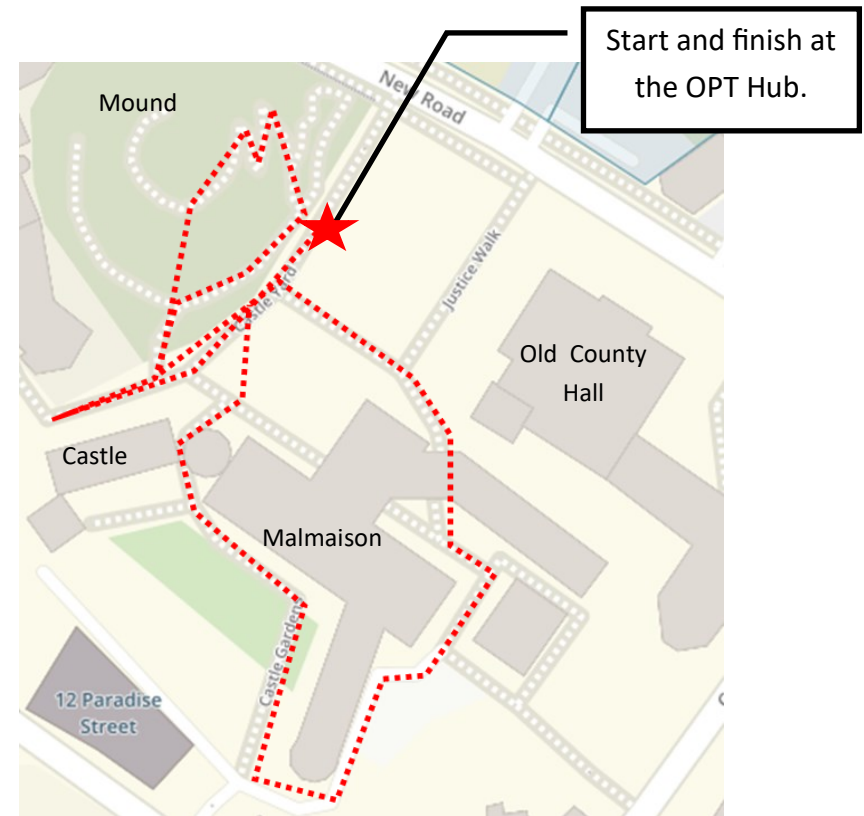 Start and finish at
the OPT Hub.
Mound
New Road
Justice Walk
Castle Yard
Old County
Hall
Castle
Malmaison
Castle Gardens
12 Paradise
Street